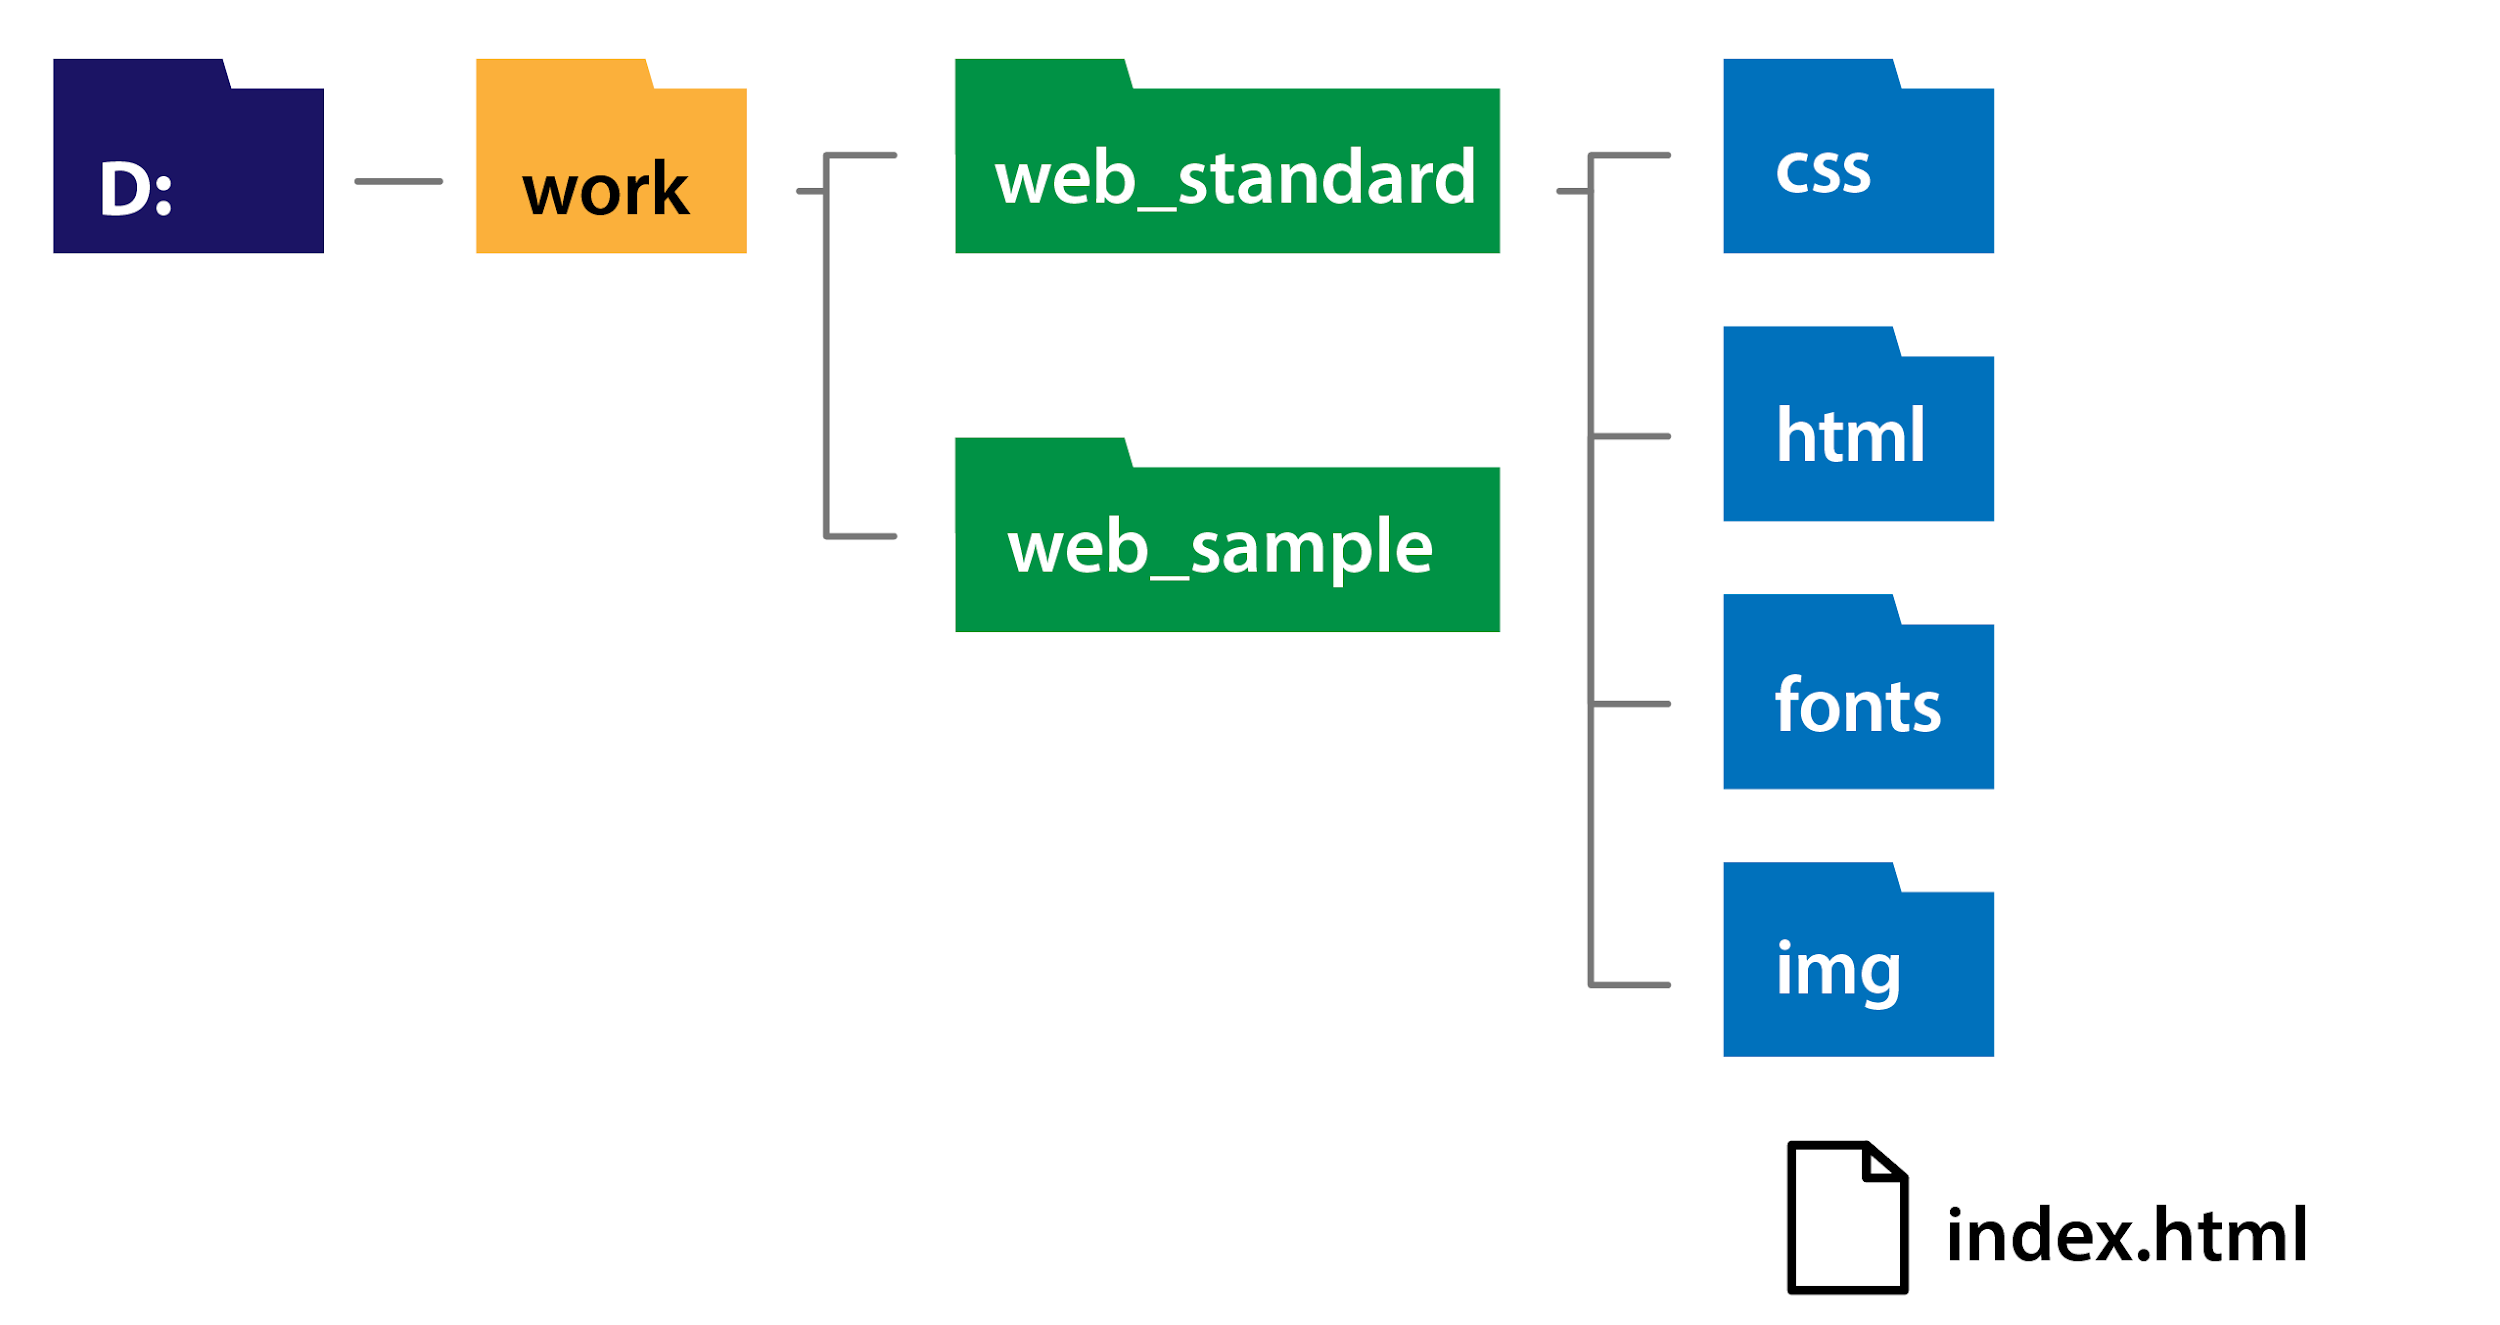 D:
work
web_standard
css
html
web_sample
fonts
img
index.html